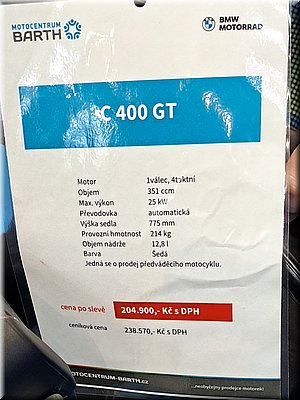 MOTOCENTRUM
BARTH
BMW
MOTORRAD
C 400 GT
Motor 1válec, 4taktní
Objem 351 ccm
Max. výkon 25 kW
Převodovka automatická
Výška sedla 775 mm
Provozní hmotnost 214 kg
Objem nádrže 12,8 l
Barva Šedá
Jedná se o prodej předváděcího motocyklu.
cena po slevě 204.900,- Kč s DPH
ceníková cena 238.570,- Kč s DPH
MOTOCENTRUM-BARTH.cz
...neobyčejný prodejce motorek!